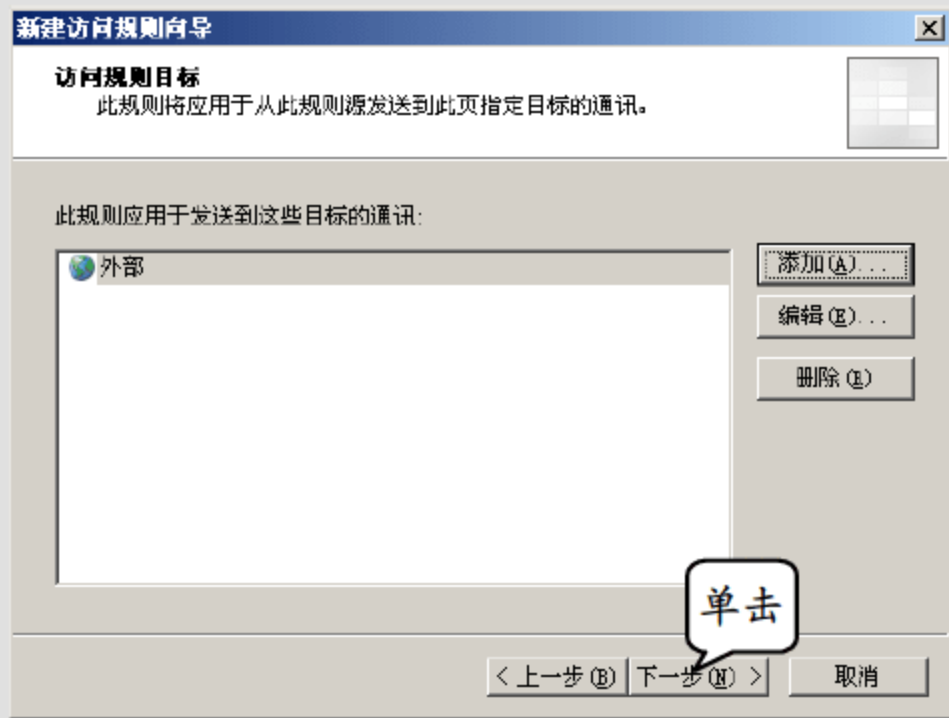 新建访问规则向导
访问规则目标
此规则将应用于从此规则源发送到此页指定目标的通讯。
此规则应用于发送到这些目标的通讯:
外部
添加(A)...
编辑(E)...
删除(R)
单击
< 上一步(B)
下一步(N) >
取消